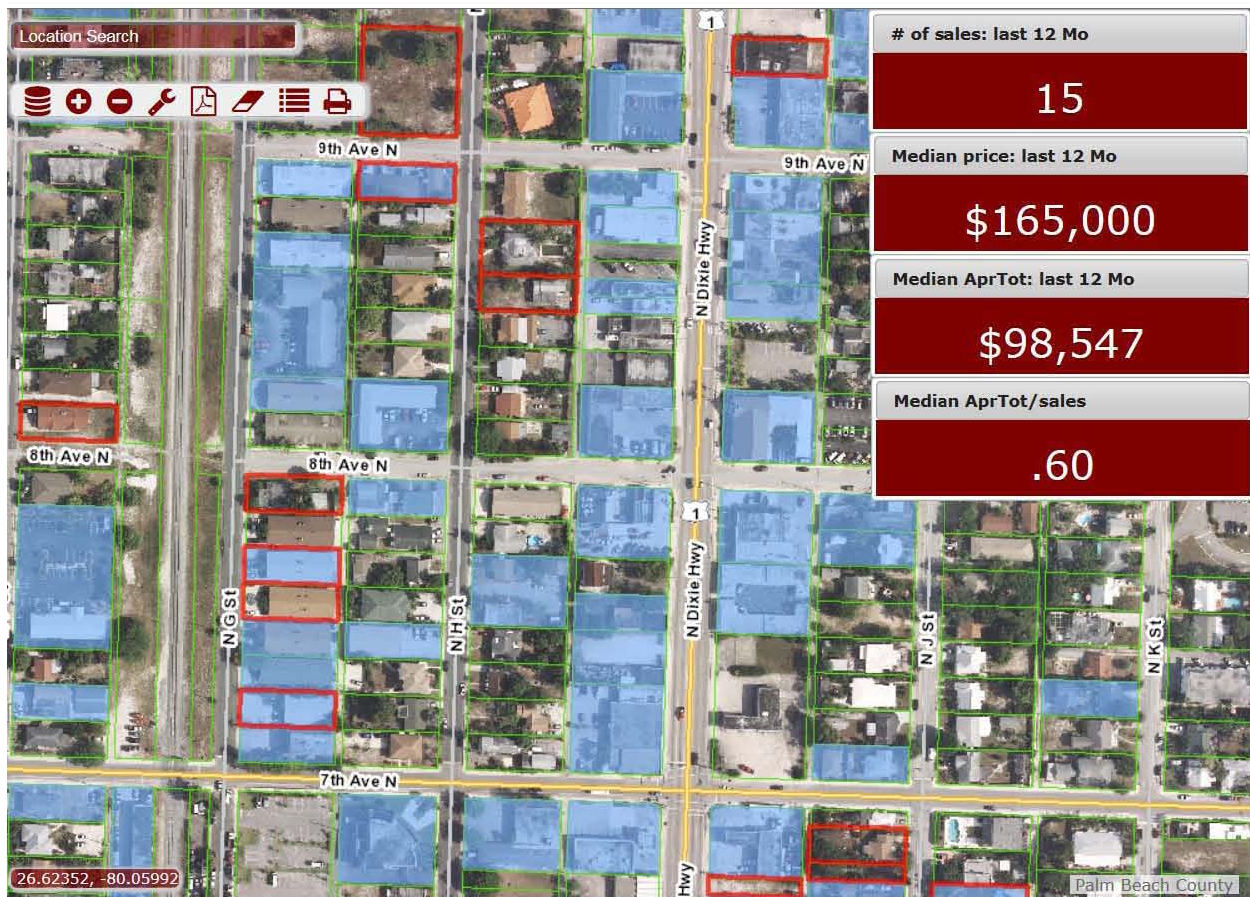 Location Search
# of sales: last 12 Mo
15
Median price: last 12 Mo
$165,000
Median AprTot: last 12 Mo
$98,547
Median AprTot/sales
.60
1
9th Ave N
9th Ave N
N Dixie Hwy
8th Ave N
8th Ave N
1
N G St
N H St
N Dixie Hwy
N J St
N K St
7th Ave N
Hwy
26.62352, -80.05992
Palm Beach County